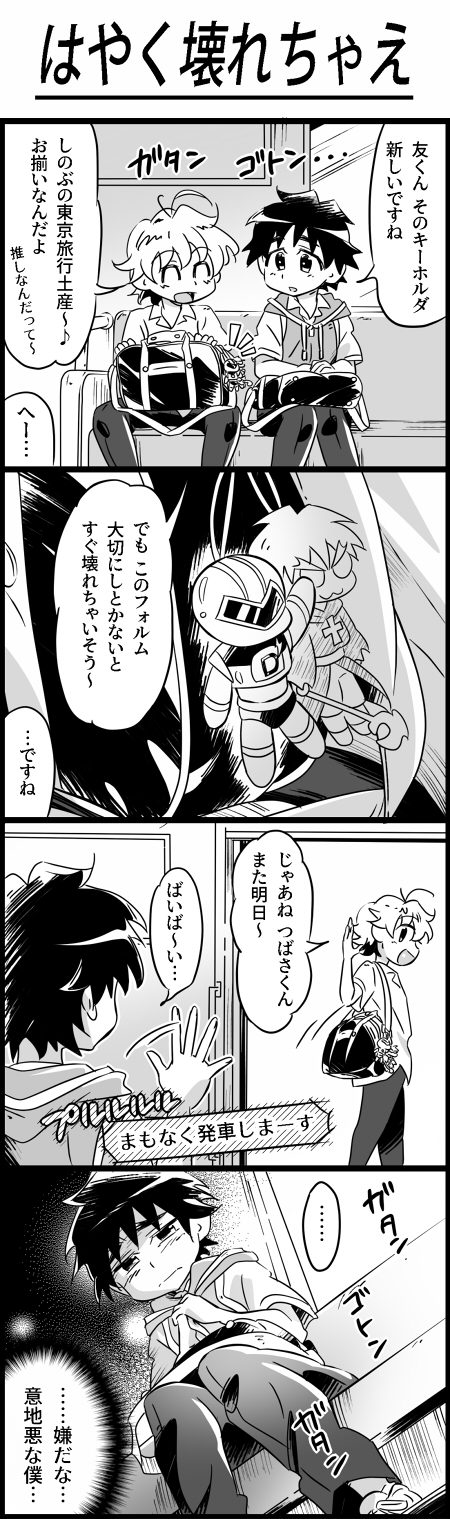 はやく壊れちゃえ
ガタン
ゴトン・・・
友くん そのキーホルダ
新しいですね
しのぶの東京旅行土産～♪
お揃いなんだよ
推しなんだって～
へー…
でも このフォルム
大切にしとかないと
すぐ壊れちゃいそう～
…ですね
じゃあね つばさくん
また明日～
ばいば～い…
プルルルルル
まもなく発車しまーす
ガタン
ゴトン
ガタン
……
……嫌だな…
意地悪な僕…